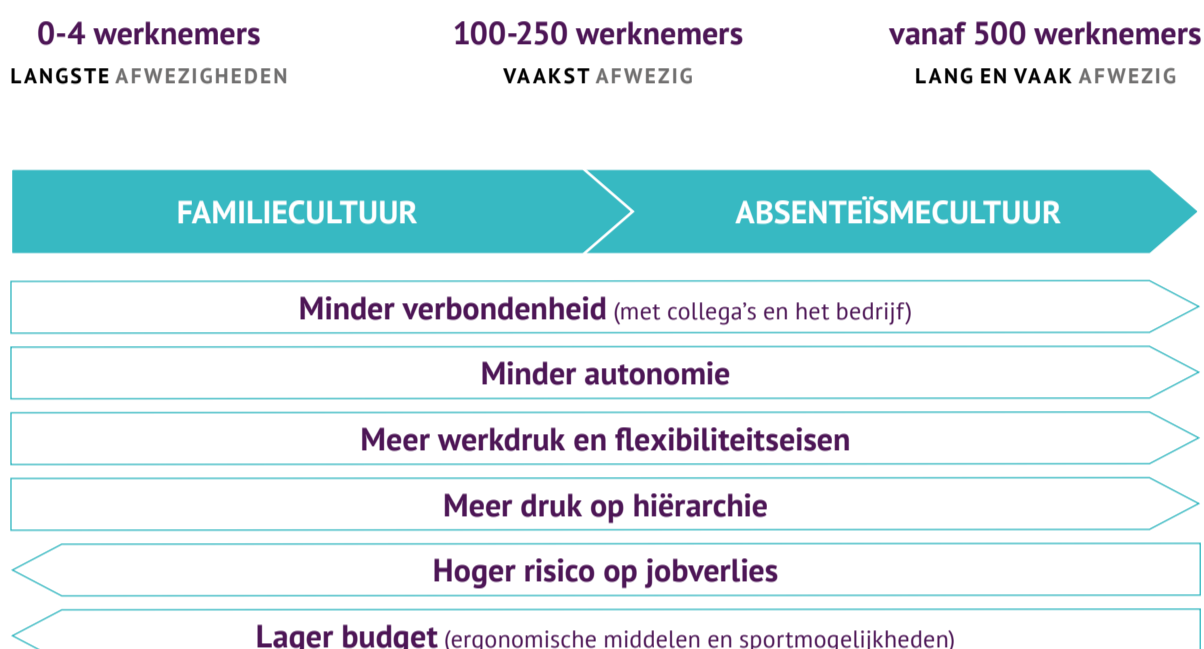 0-4 werknemers 100-250 werknemers vanaf 500 werknemers
LANGSTE AFWEZIGHEDEN VAAKST AFWEZIG LANG EN VAAK AFWEZIG
FAMILIECULTUUR ABSENTEÏSMECULTUUR
Minder verbondenheid (met collega's en het bedrijf)
Minder autonomie
Meer werkdruk en flexibiliteitseisen
Meer druk op hiërarchie
Hoger risico op jobverlies
Lager budget (ergonomische middelen en sportmogelijkheden)